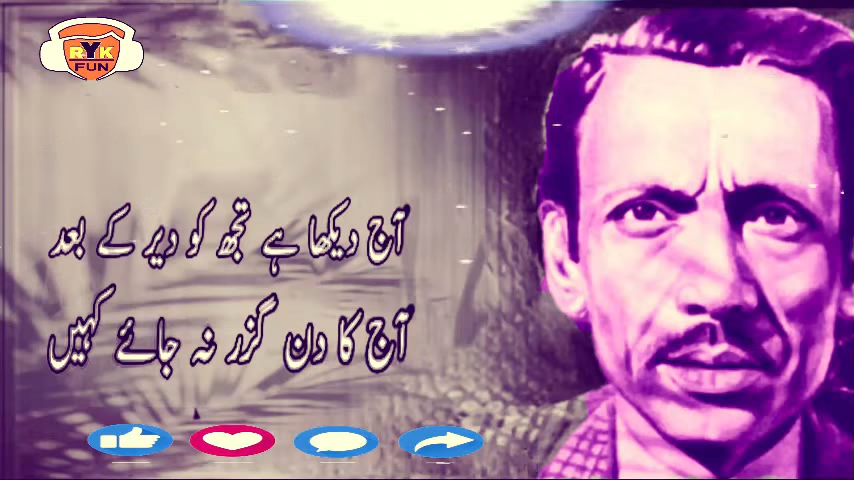 RYK
FUN
آج دیکھا ہے تجھ کو دیر کے بعد
آج کا دن گزر نہ جائے کہیں